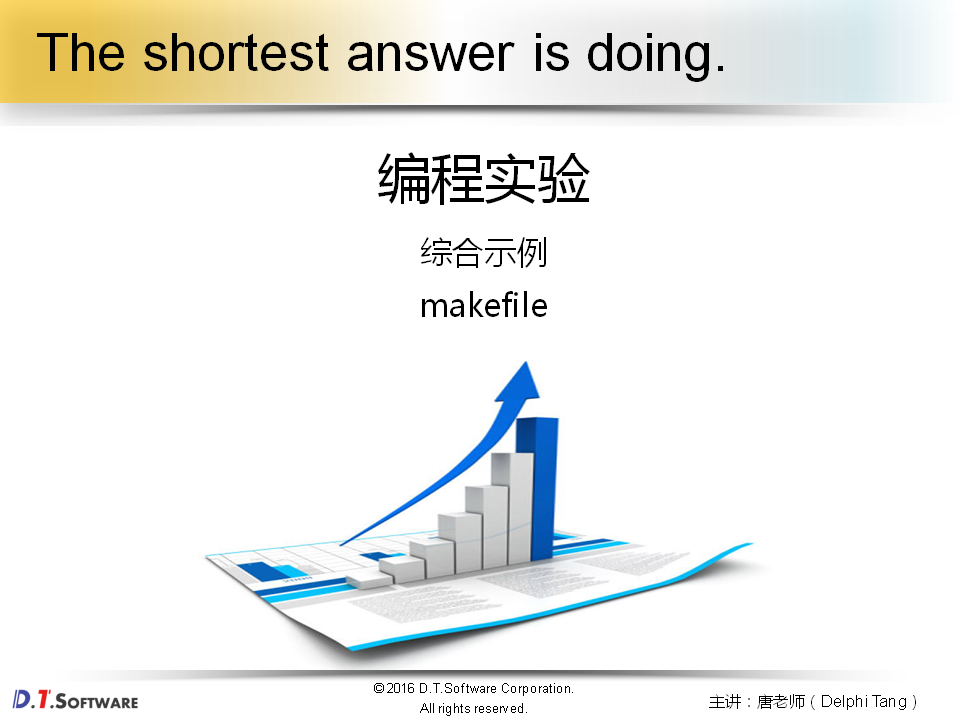 The shortest answer is doing.
编程实验
综合示例
makefile
2009
D.T.SOFTWARE
©2016 D.T.Software Corporation.
All rights reserved.
主讲：唐老师（Delphi Tang）